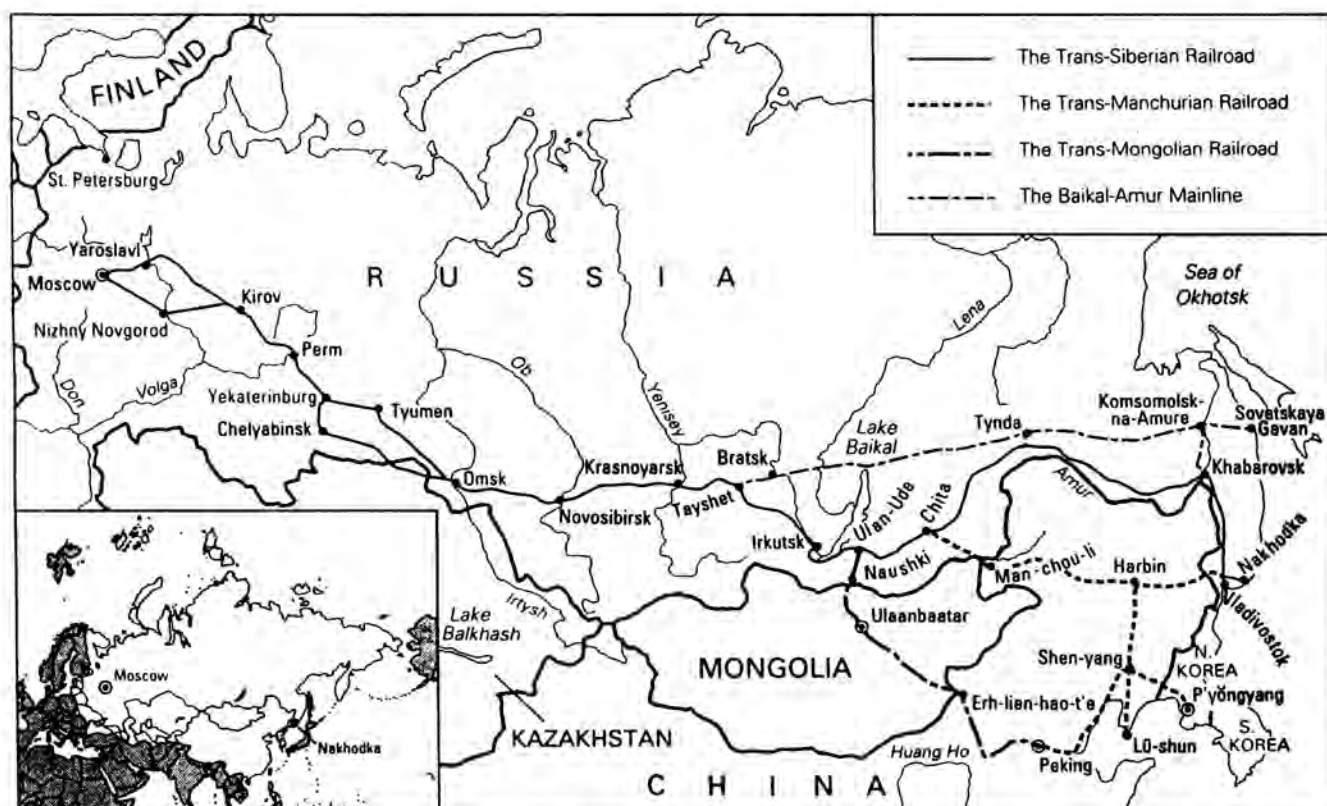 The Trans-Siberian Railroad
The Trans-Manchurian Railroad
The Trans-Mongolian Railroad
The Baikal-Amur Mainline
FINLAND
St. Petersburg
Yaroslavl
Moscow
Nizhny Novgorod
Kirov
Perm
RUSSIA
Don
Volga
Yekaterinburg
Chelyabinsk
Tyumen
Omsk
Ob
Yenisey
Lena
Sea of
Okhotsk
Novosibirsk
Krasnoyarsk
Tayshet
Bratsk
Lake
Baikal
Irkutsk
Ulan-Ude
Chita
Naushki
Tynda
Komsomolsk-
na-Amure
Sovetskaya
Gavan
Khabarovsk
Amur
Man-chou-li
Harbin
Nakhodka
Vladivostok
Irtysh
Lake
Balkhash
Ulaanbaatar
MONGOLIA
KAZAKHSTAN
Erh-lien-hao-t'e
Shen-yang
N.
KOREA
P'yŏngyang
S.
KOREA
Lü-shun
Peking
Huang Ho
CHINA
Moscow
Nakhodka